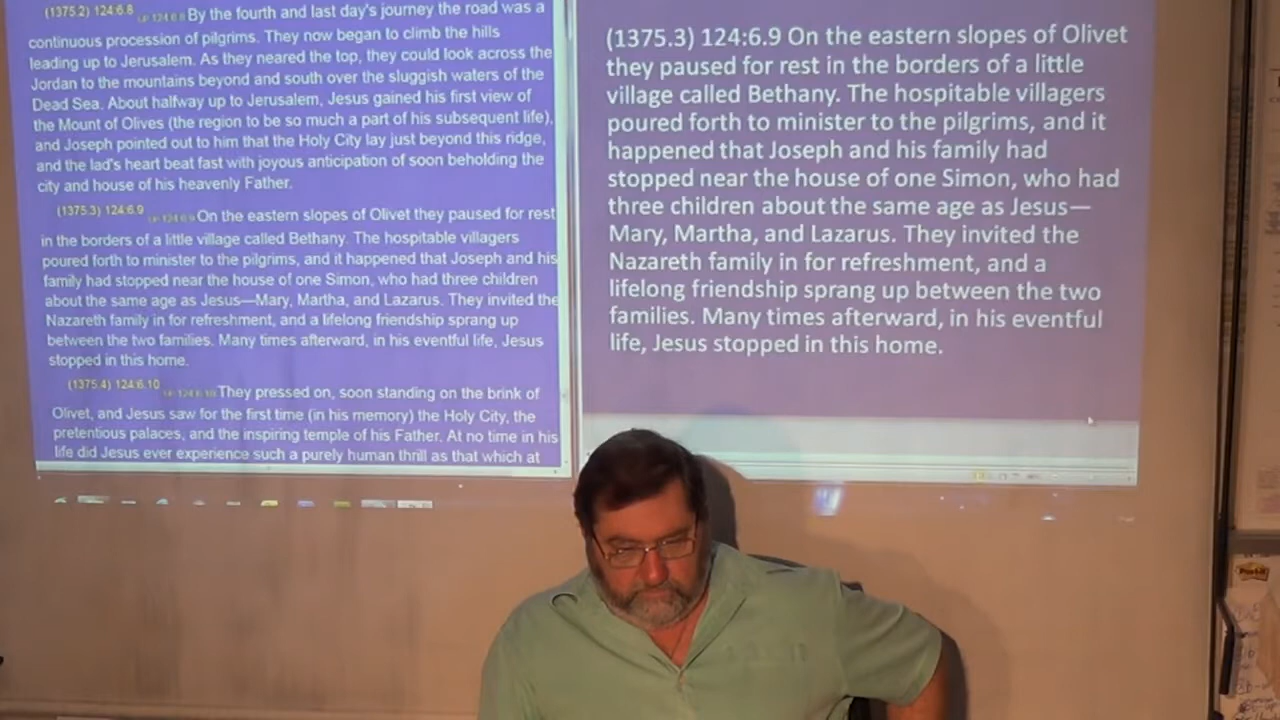 (1375.2) 124:6.8 By the fourth and last day's journey the road was a
continuous procession of pilgrims. They now began to climb the hills
leading up to Jerusalem. As they neared the top, they could look across the
Jordan to the mountains beyond and south over the sluggish waters of the
Dead Sea. About halfway up to Jerusalem, Jesus gained his first view of
the Mount of Olives (the region to be so much a part of his subsequent life),
and Joseph pointed out to him that the Holy City lay just beyond this ridge,
and the lad's heart beat fast with joyous anticipation of soon beholding the
city and house of his heavenly Father.
(1375.3) 124:6.9 On the eastern slopes of Olivet they paused for rest
in the borders of a little village called Bethany. The hospitable villagers
poured forth to minister to the pilgrims, and it happened that Joseph and his
family had stopped near the house of one Simon, who had three children
about the same age as Jesus—Mary, Martha, and Lazarus. They invited the
Nazareth family in for refreshment, and a lifelong friendship sprang up
between the two families. Many times afterward, in his eventful life, Jesus
stopped in this home.
(1375.4) 124:6.10 They pressed on, soon standing on the brink of
Olivet, and Jesus saw for the first time (in his memory) the Holy City, the
pretentious palaces, and the inspiring temple of his Father. At no time in his
life did Jesus ever experience such a purely human thrill as that which at
(1375.3) 124:6.9 On the eastern slopes of Olivet
they paused for rest in the borders of a little
village called Bethany. The hospitable villagers
poured forth to minister to the pilgrims, and it
happened that Joseph and his family had
stopped near the house of one Simon, who had
three children about the same age as Jesus—
Mary, Martha, and Lazarus. They invited the
Nazareth family in for refreshment, and a
lifelong friendship sprang up between the two
families. Many times afterward, in his eventful
life, Jesus stopped in this home.
Post-it